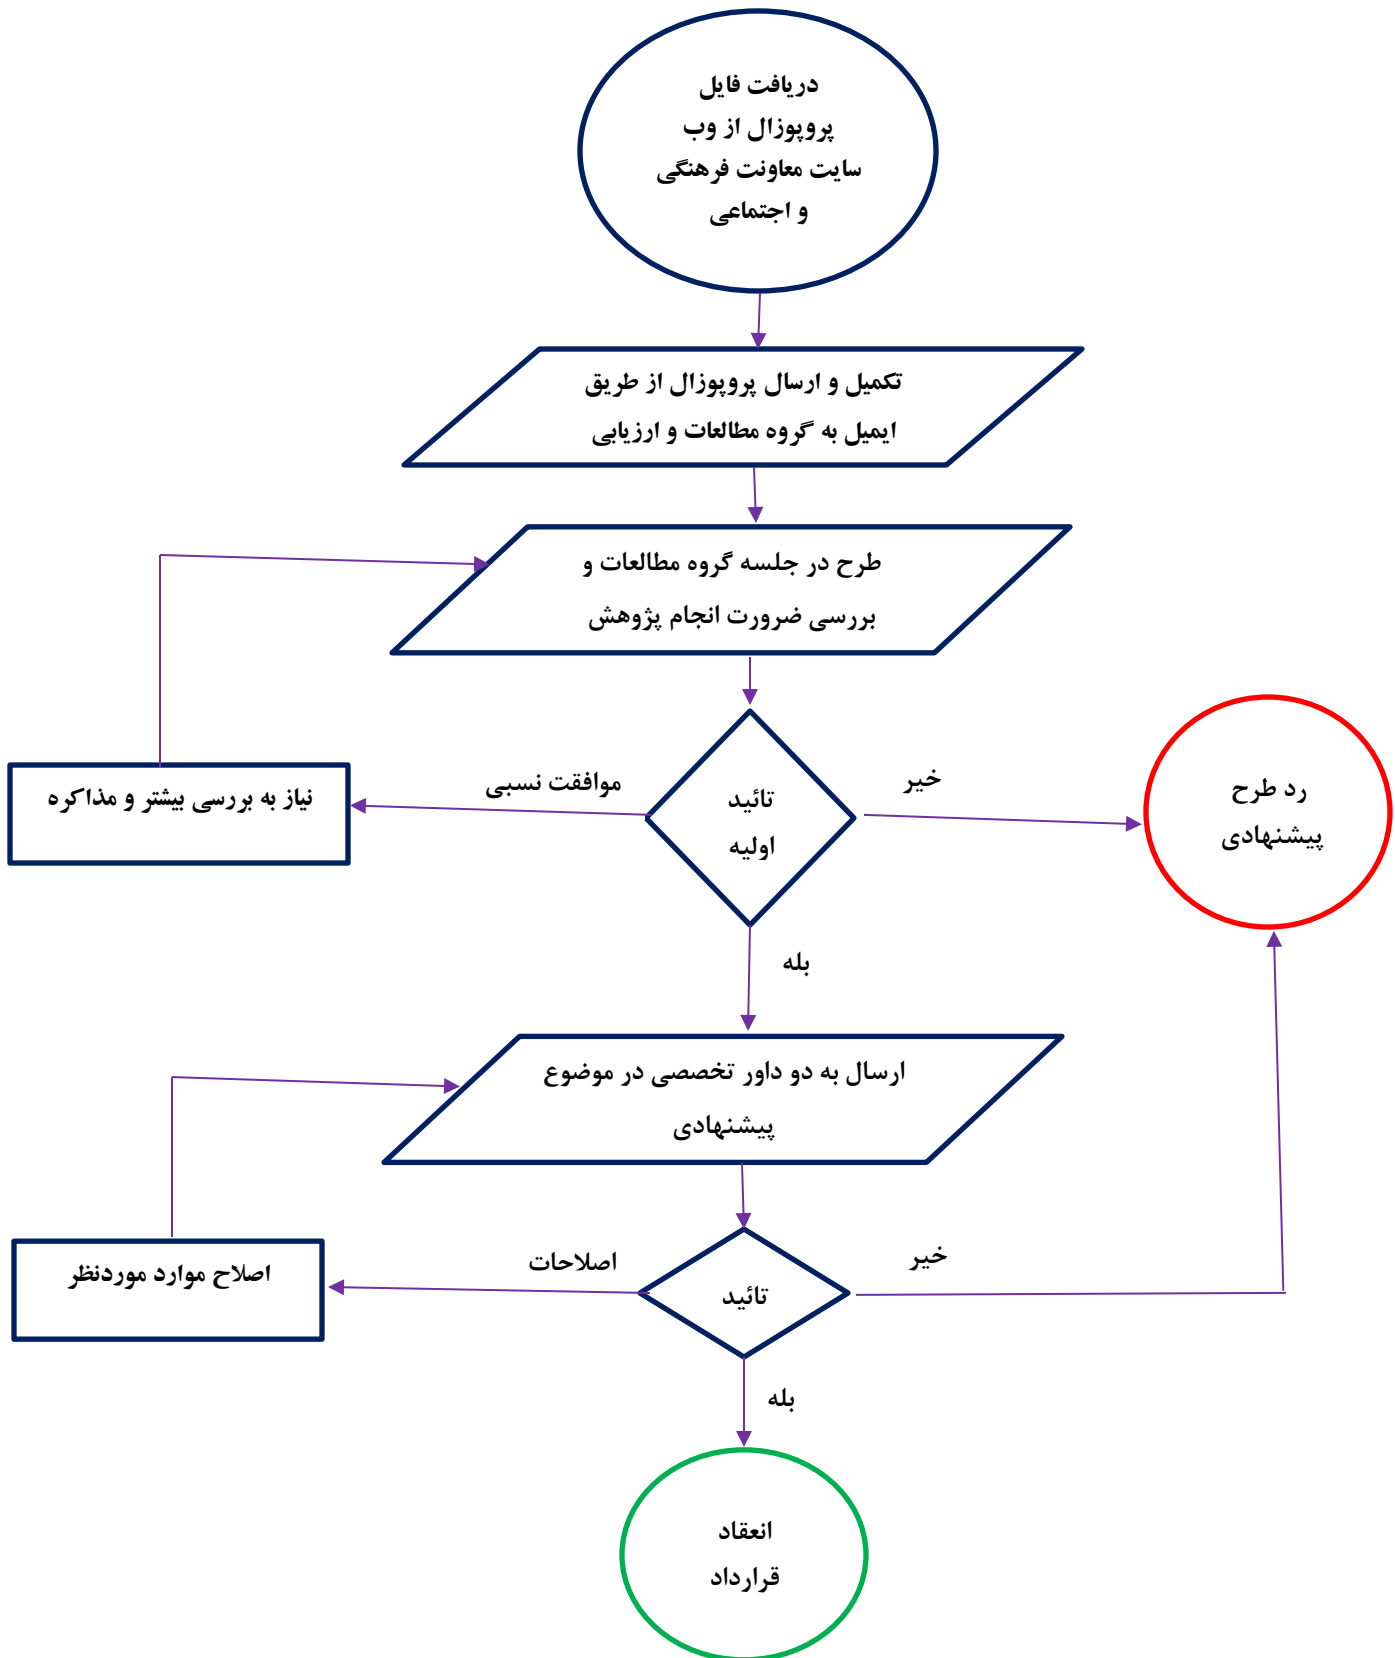 دریافت فایل
پروپوزال از وب
سایت معاونت فرهنگی
و اجتماعی
تکمیل و ارسال پروپوزال از طریق
ایمیل به گروه مطالعات و ارزیابی
طرح در جلسه گروه مطالعات و
بررسی ضرورت انجام پژوهش
تائید
اولیه
خیر
رد طرح
پیشنهادی
موافقت نسبی
نیاز به بررسی بیشتر و مذاکره
بله
ارسال به دو داور تخصصی در موضوع
پیشنهادی
تائید
خیر
اصلاحات
اصلاح موارد موردنظر
بله
انعقاد
قرارداد